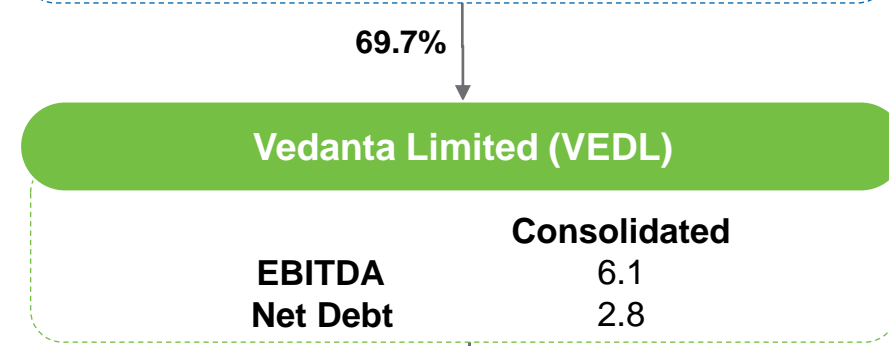 69.7%
Vedanta Limited (VEDL)
Consolidated
EBITDA 6.1
Net Debt 2.8